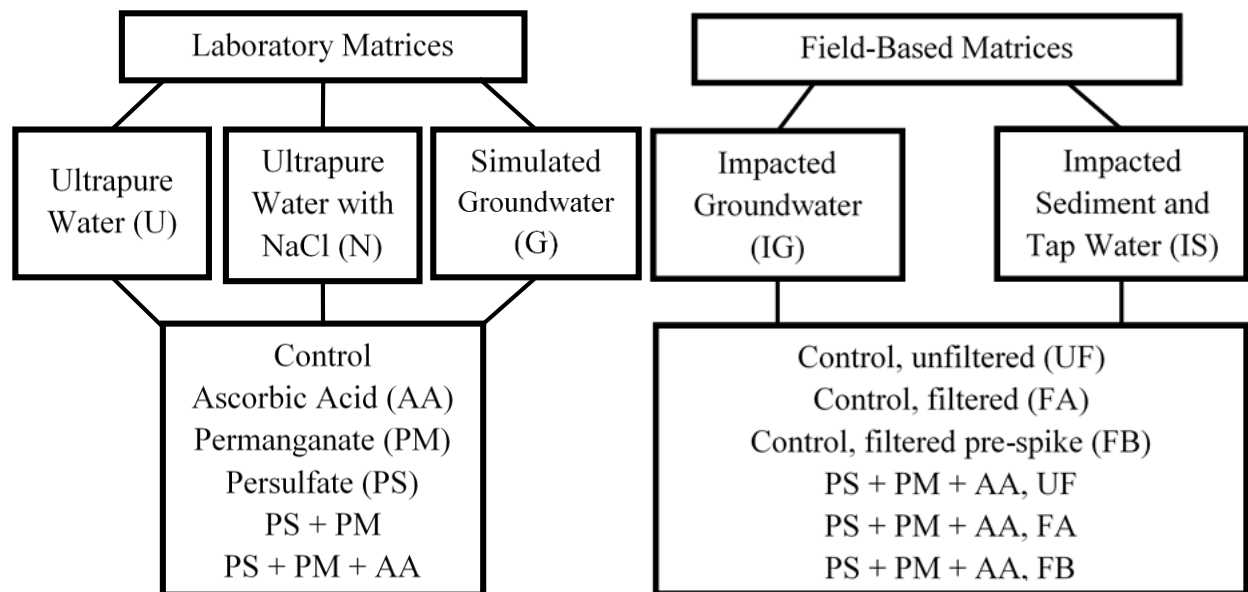 Laboratory Matrices
Ultrapure
Water (U)
Ultrapure
Water with
NaCl (N)
Simulated
Groundwater
(G)
Control
Ascorbic Acid (AA)
Permanganate (PM)
Persulfate (PS)
PS + PM
PS + PM + AA
Field-Based Matrices
Impacted
Groundwater
(IG)
Impacted
Sediment and
Tap Water (IS)
Control, unfiltered (UF)
Control, filtered (FA)
Control, filtered pre-spike (FB)
PS + PM + AA, UF
PS + PM + AA, FA
PS + PM + AA, FB